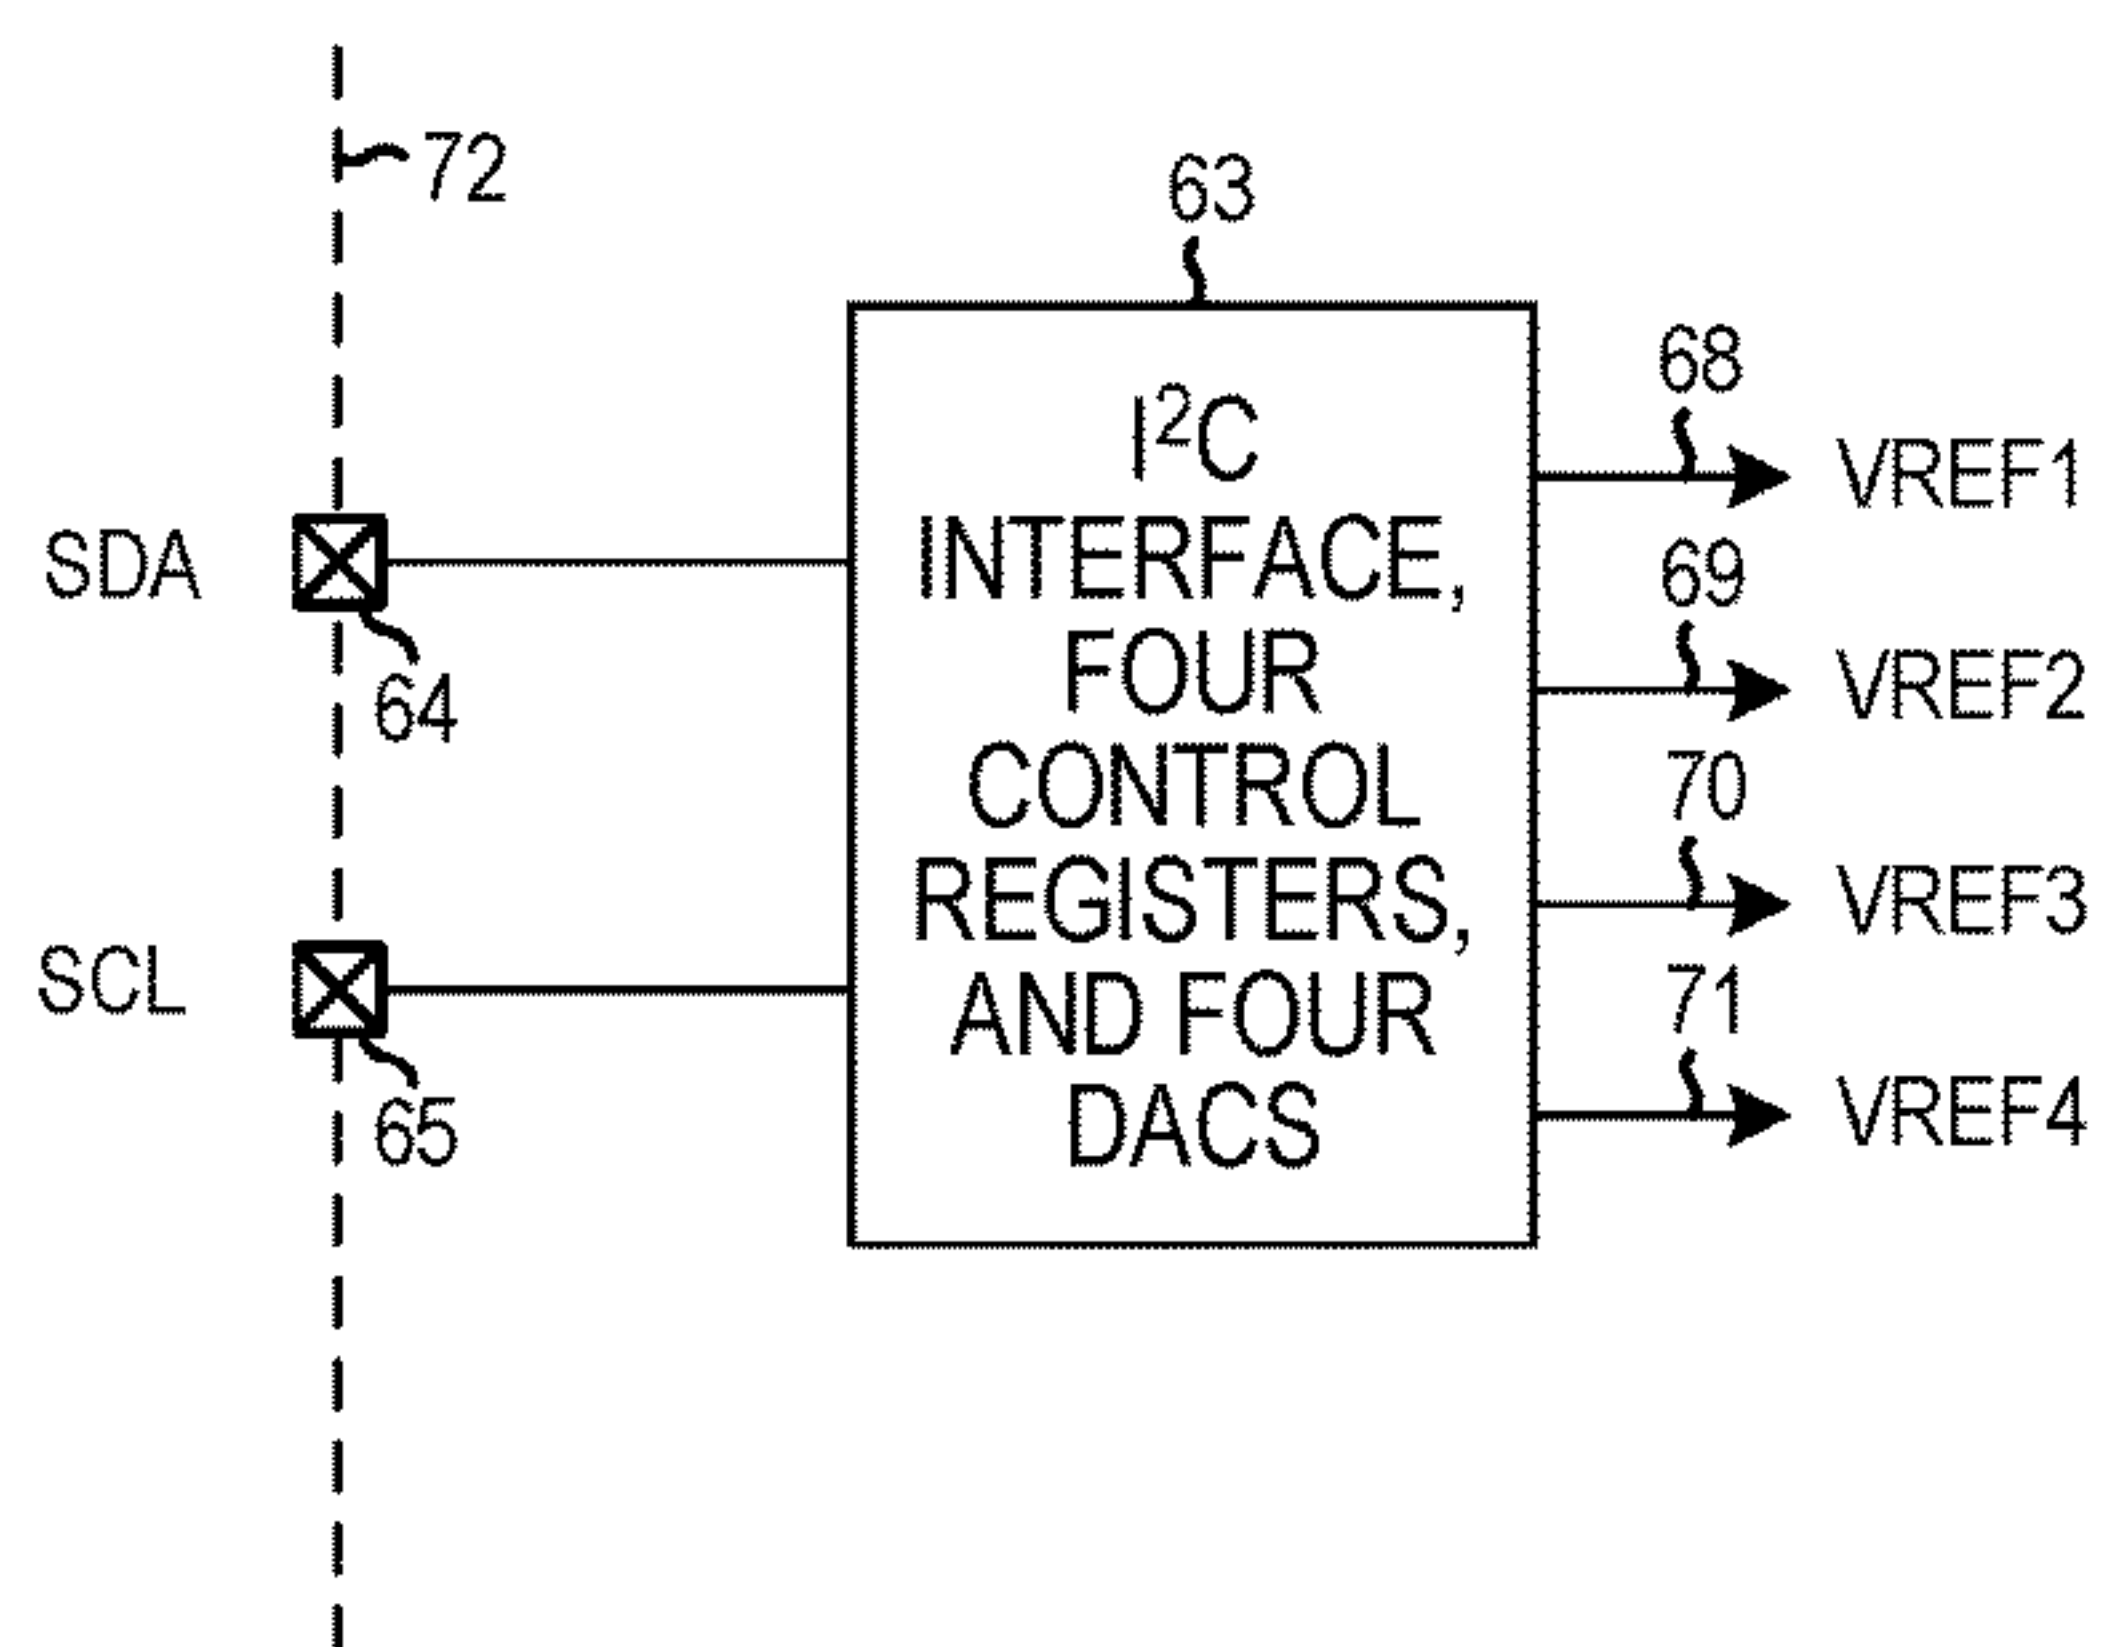 72
63
I²C
INTERFACE,
FOUR
CONTROL
REGISTERS,
AND FOUR
DACS
SDA
64
SCL
65
68
VREF1
69
VREF2
70
VREF3
71
VREF4